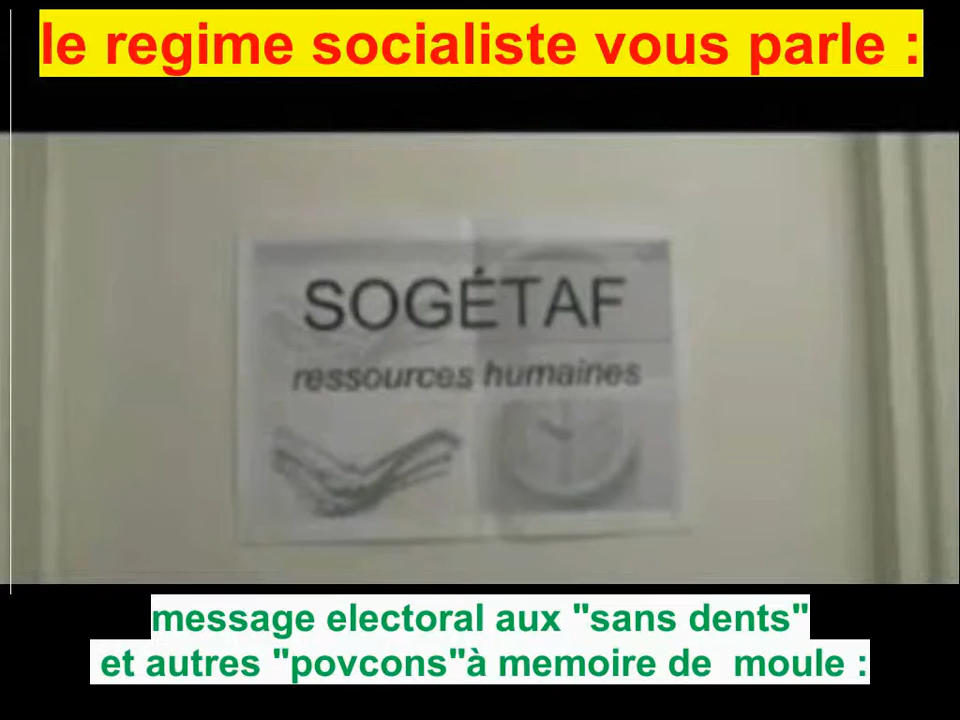 le regime socialiste vous parle :
SOGÉTAF
ressources humaines
message electoral aux "sans dents"
et autres "povcons"à memoire de moule :